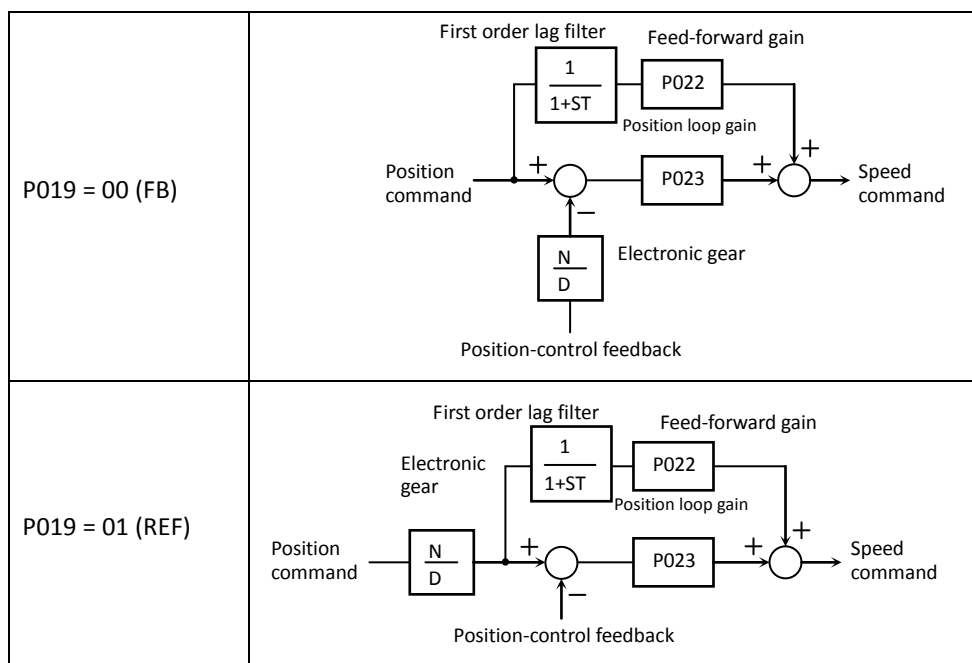 P019 = 00 (FB)
First order lag filter
Feed-forward gain
1
1+ST
P022
Position loop gain
+
Position
command
+
P023
+
Speed
command
−
N
D
Electronic gear
Position-control feedback
P019 = 01 (REF)
First order lag filter
Feed-forward gain
Electronic
gear
1
1+ST
P022
Position loop gain
+
Position
command
N
D
+
P023
+
Speed
command
−
Position-control feedback